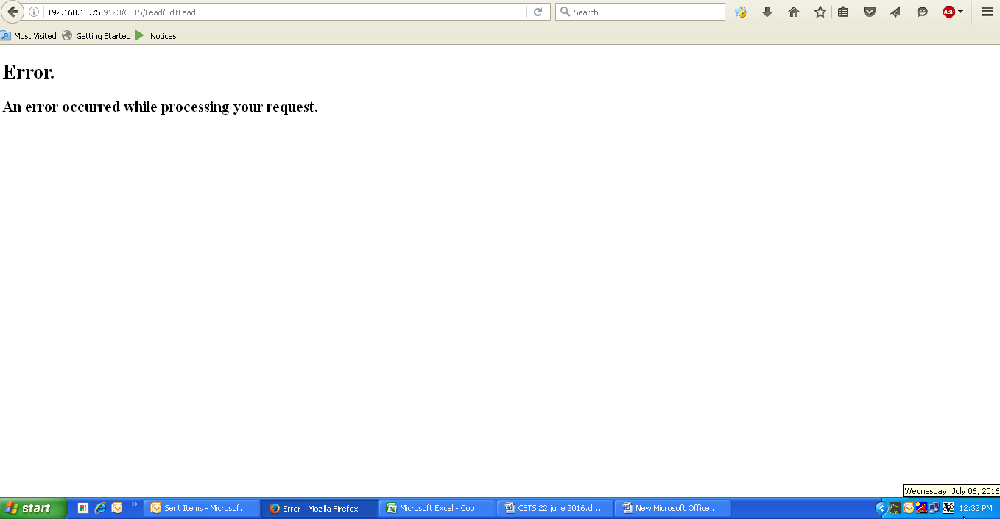 192.168.15.75:9123/CSTS/Lead/EditLead
Search
ABP
Most Visited
Getting Started
Notices
Error.
An error occurred while processing your request.
Wednesday, July 06, 2016
start
Sent Items - Microsof...
Error - Mozilla Firefox
Microsoft Excel - Cop...
CSTS 22 june 2016.d...
New Microsoft Office ...
12:32 PM